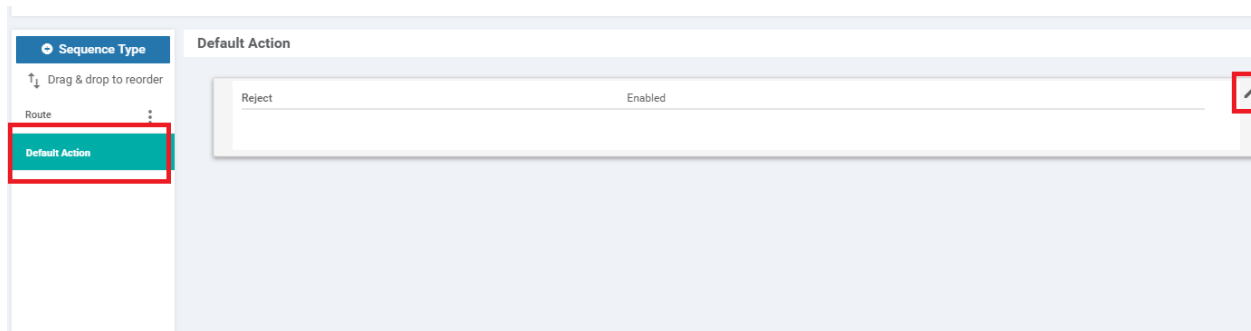 Sequence Type
Drag & drop to reorder
Route
Default Action
Default Action
Reject Enabled